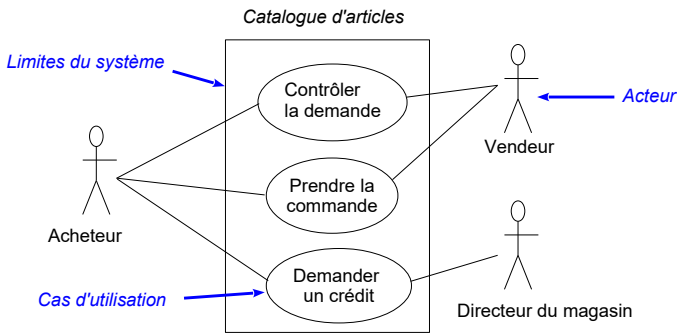 Catalogue d'articles
Limites du système
Contrôler
la demande
Acteur
Vendeur
Prendre la
commande
Acheteur
Demander
un crédit
Cas d'utilisation
Directeur du magasin